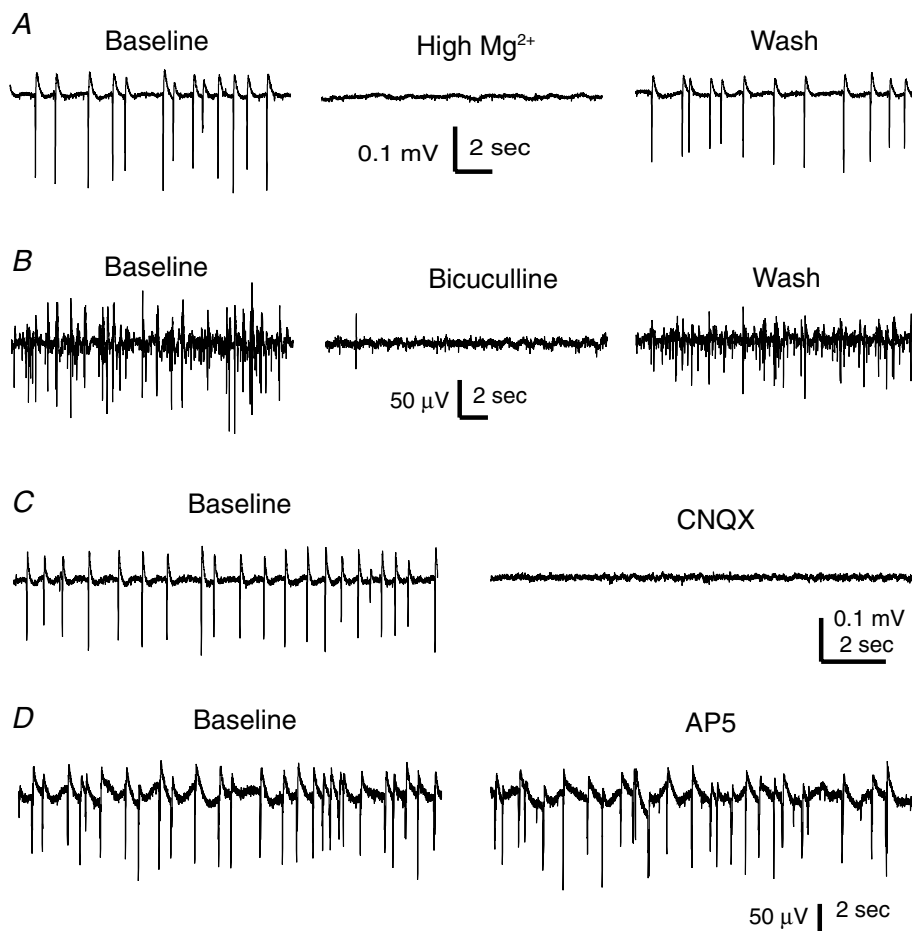 A
Baseline
High Mg²⁺
Wash
0.1 mV
2 sec
B
Baseline
Bicuculline
Wash
50 µV
2 sec
C
Baseline
CNQX
0.1 mV
2 sec
D
Baseline
AP5
50 µV
2 sec